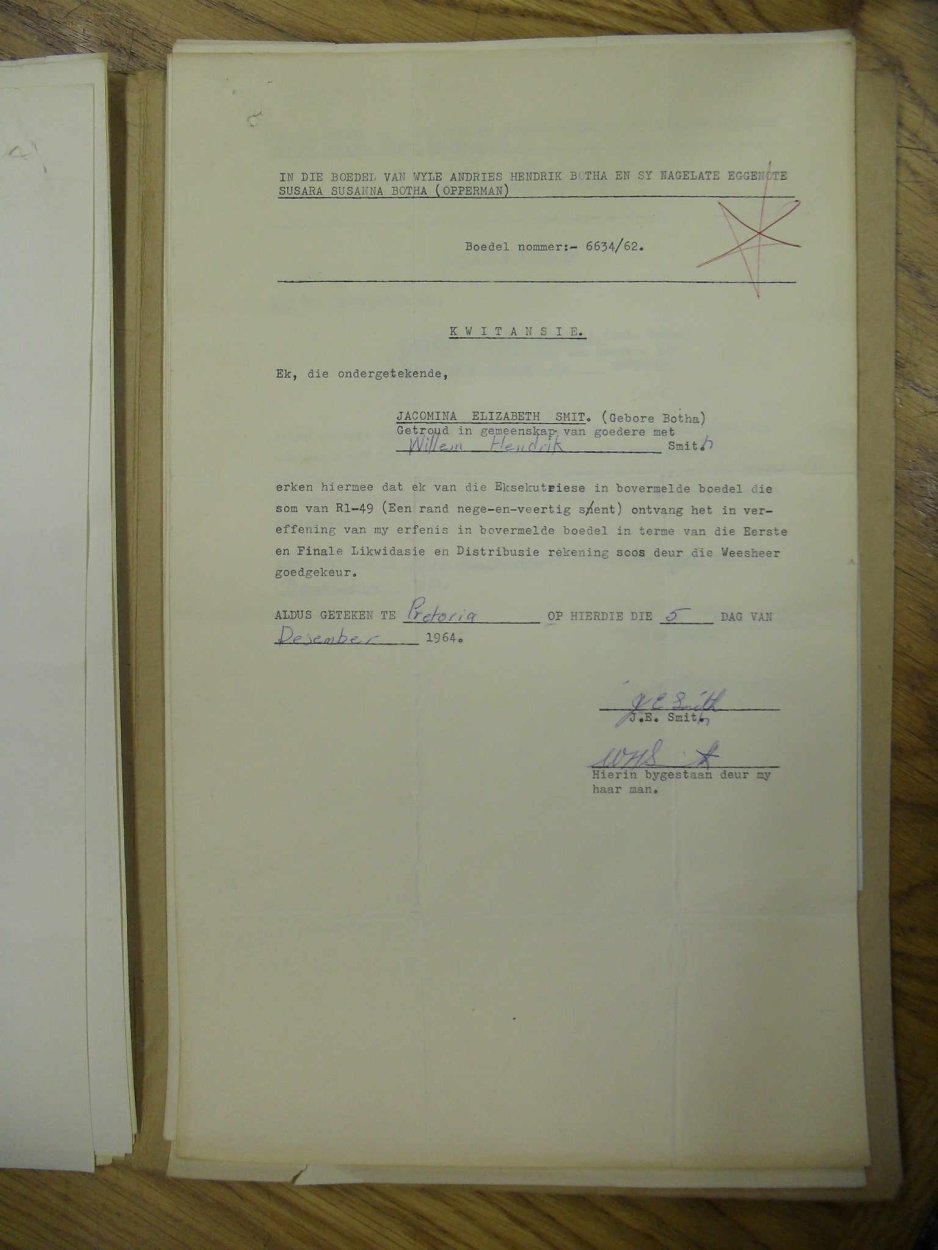 IN DIE BOEDEL VAN WYLE ANDRIES HENDRIK BOTHA EN SY NAGELATE EGGENOTE
SUSARA SUSANNA BOTHA (OPPERMAN)
Boedel nommer:- 6634/62.
K W I T A N S I E.
Ek, die ondergetekende,
JACOMINA ELIZABETH SMIT. (Gebore Botha)
Getroud in gemeenskap van goedere met
Willem Hendrik Smith
erken hiermee dat ek van die Eksekutriese in bovermelde boedel die
som van R1-49 (Een rand nege-en-veertig s/ent) ontvang het in ver-
effening van my erfenis in bovermelde boedel in terme van die Eerste
en Finale Likwidasie en Distribusie rekening soos deur die Weesheer
goedgekeur.
ALDUS GETEKEN TE Pretoria OP HIERDIE DIE 5 DAG VAN
Desember 1964.
J E Smith
J.E. Smith
WHSmith
Hierin bygestaan deur my
haar man.